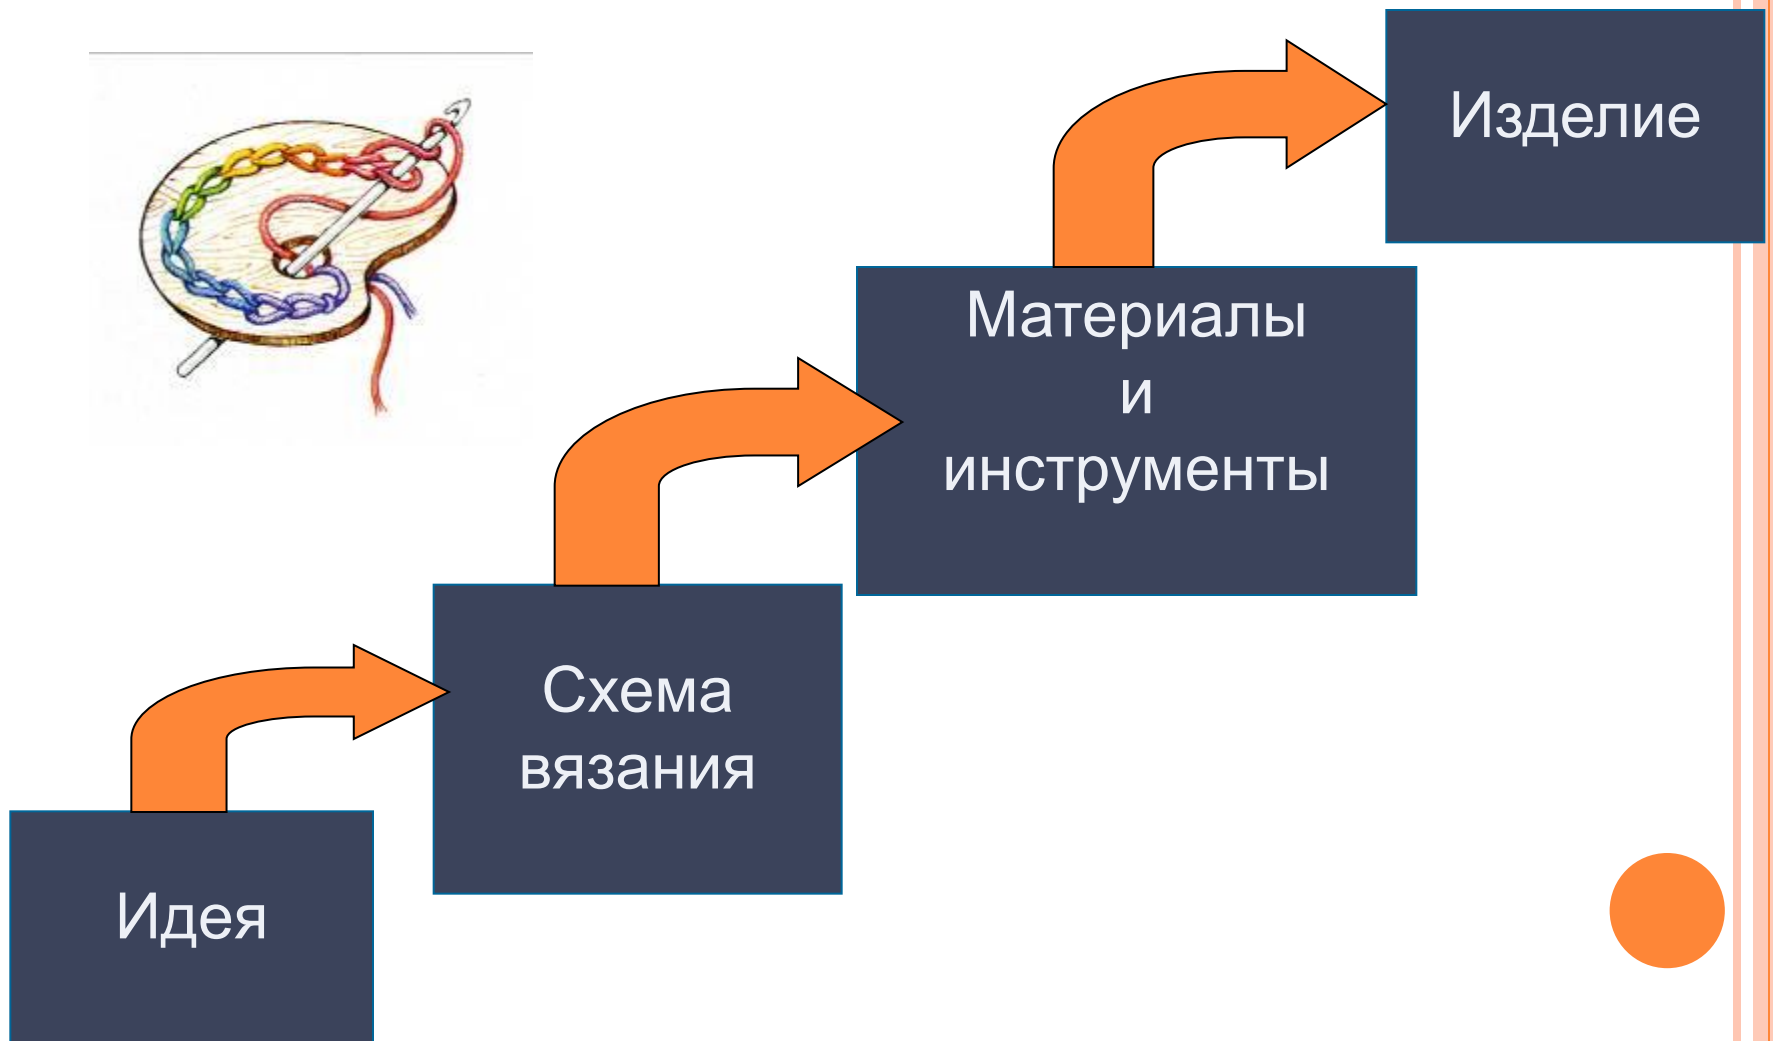 Изделие
Материалы
и
инструменты
Схема
вязания
Идея